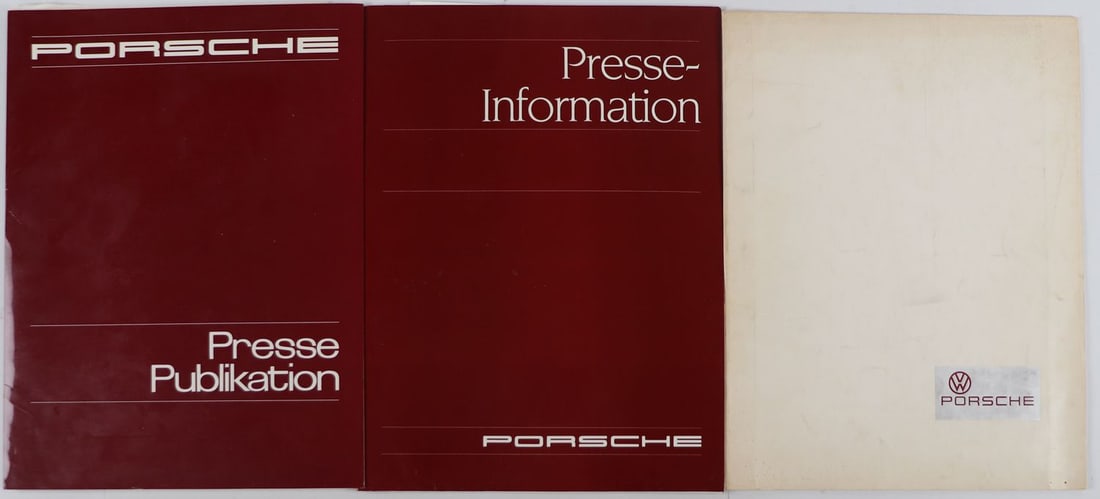 PORSCHE
Presse
Publikation
Presse-
Information
PORSCHE
VW
PORSCHE